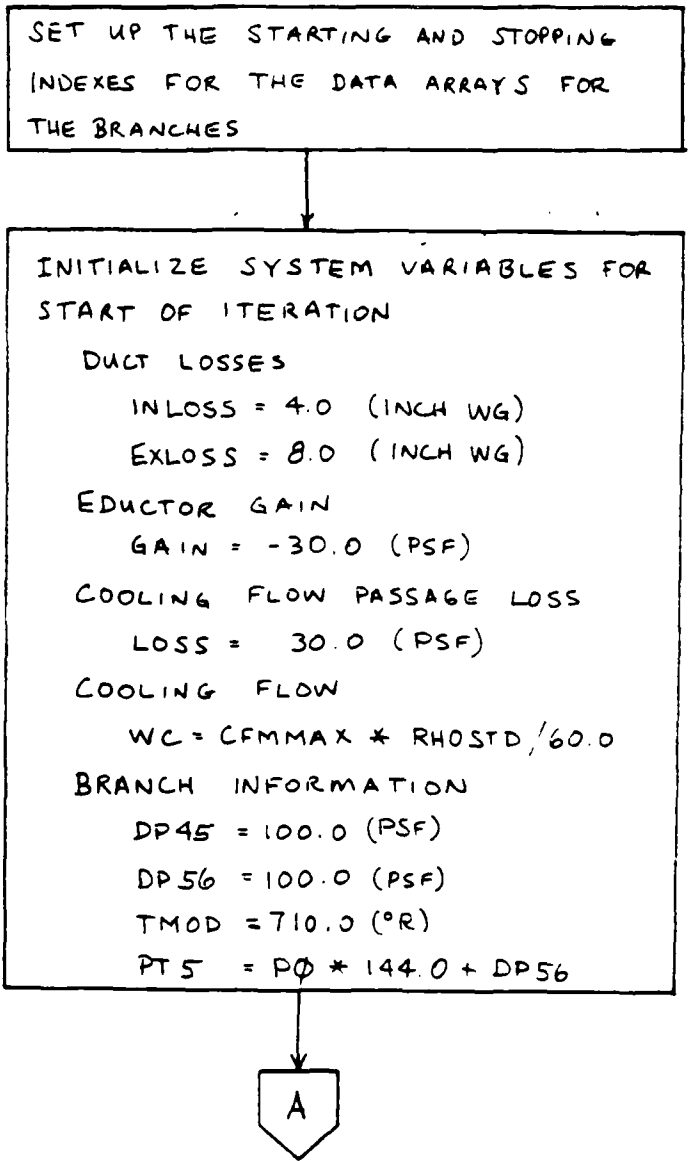 SET UP THE STARTING AND STOPPING
INDEXES FOR THE DATA ARRAYS FOR
THE BRANCHES
INITIALIZE SYSTEM VARIABLES FOR
START OF ITERATION
DUCT LOSSES
INLOSS = 4.0 (INCH WG)
EXLOSS = 8.0 (INCH WG)
EDUCTOR GAIN
GAIN = -30.0 (PSF)
COOLING FLOW PASSAGE LOSS
LOSS = 30.0 (PSF)
COOLING FLOW
WC = CFMMAX * RHOSTD/60.0
BRANCH INFORMATION
DP45 = 100.0 (PSF)
DP56 = 100.0 (PSF)
TMOD = 710.0 (°R)
PT5 = PØ * 144.0 + DP56
A